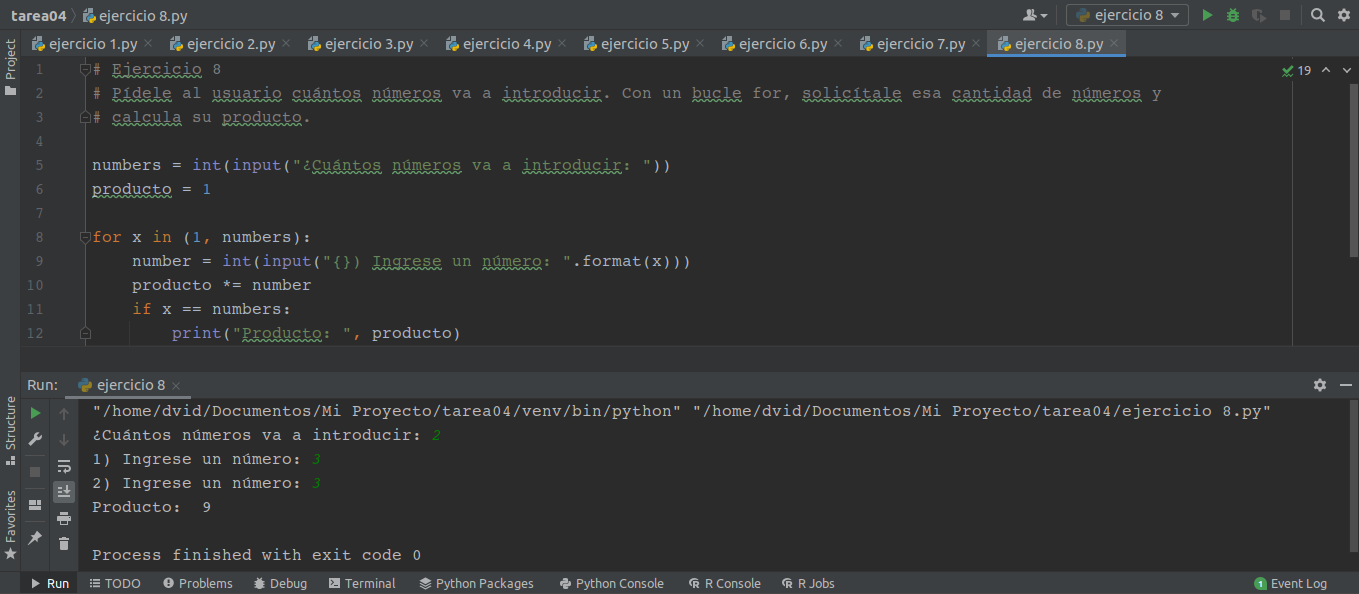 tarea04 ejercicio 8.py ejercicio 8
ejercicio 1.py ejercicio 2.py ejercicio 3.py ejercicio 4.py ejercicio 5.py ejercicio 6.py ejercicio 7.py ejercicio 8.py
Project
1 # Ejercicio 8 19
2 # Pídele al usuario cuántos números va a introducir. Con un bucle for, solicítale esa cantidad de números y
3 # calcula su producto.
4
5 numbers = int(input("¿Cuántos números va a introducir: "))
6 producto = 1
7
8 for x in (1, numbers):
9 number = int(input("{}) Ingrese un número: ".format(x)))
10 producto *= number
11 if x == numbers:
12 print("Producto: ", producto)
Run: ejercicio 8
"/home/dvid/Documentos/Mi Proyecto/tarea04/venv/bin/python" "/home/dvid/Documentos/Mi Proyecto/tarea04/ejercicio 8.py"
¿Cuántos números va a introducir: 2
1) Ingrese un número: 3
2) Ingrese un número: 3
Producto:  9
Process finished with exit code 0
Structure
Favorites
Run TODO Problems Debug Terminal Python Packages Python Console R Console R Jobs 1 Event Log